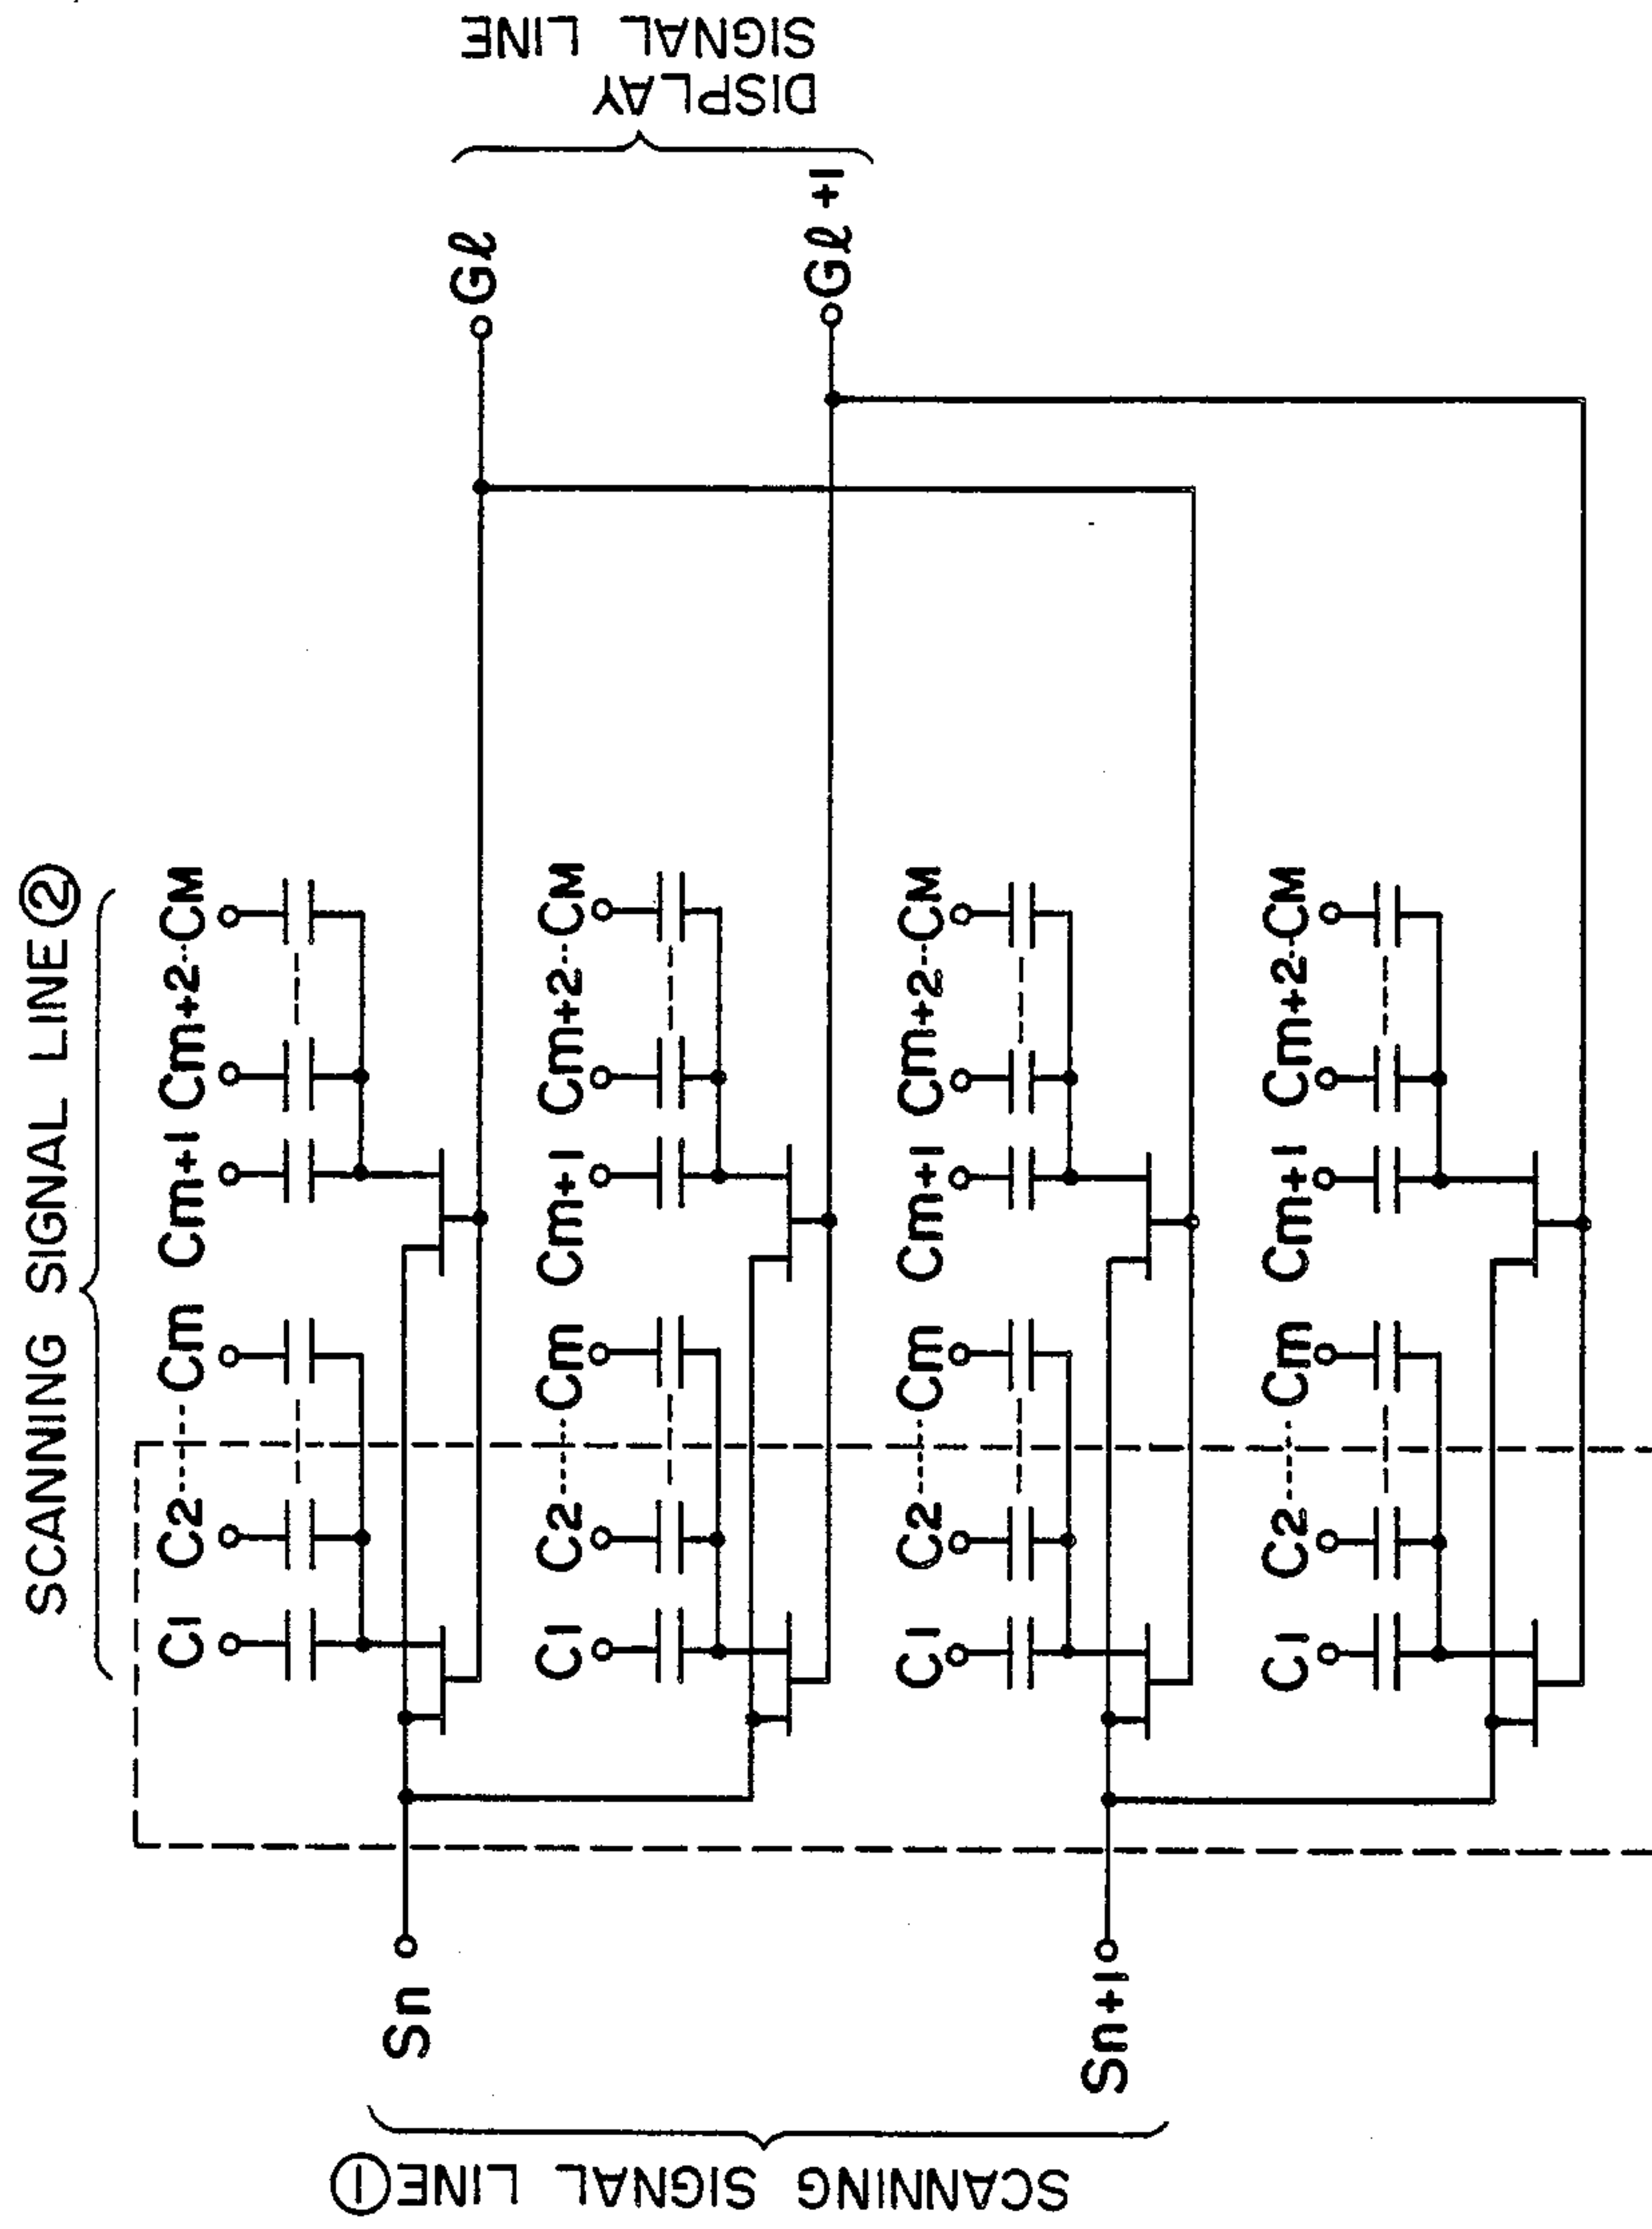 SCANNING SIGNAL LINE ②
C1 C2------Cm Cm+1 Cm+2--CM
Sn
Gℓ
C1 C2------Cm Cm+1 Cm+2--CM
Gℓ +1
DISPLAY
SIGNAL LINE
SCANNING SIGNAL LINE ①
C1 C2------Cm Cm+1 Cm+2--CM
Su+1
C1 C2------Cm Cm+1 Cm+2--CM